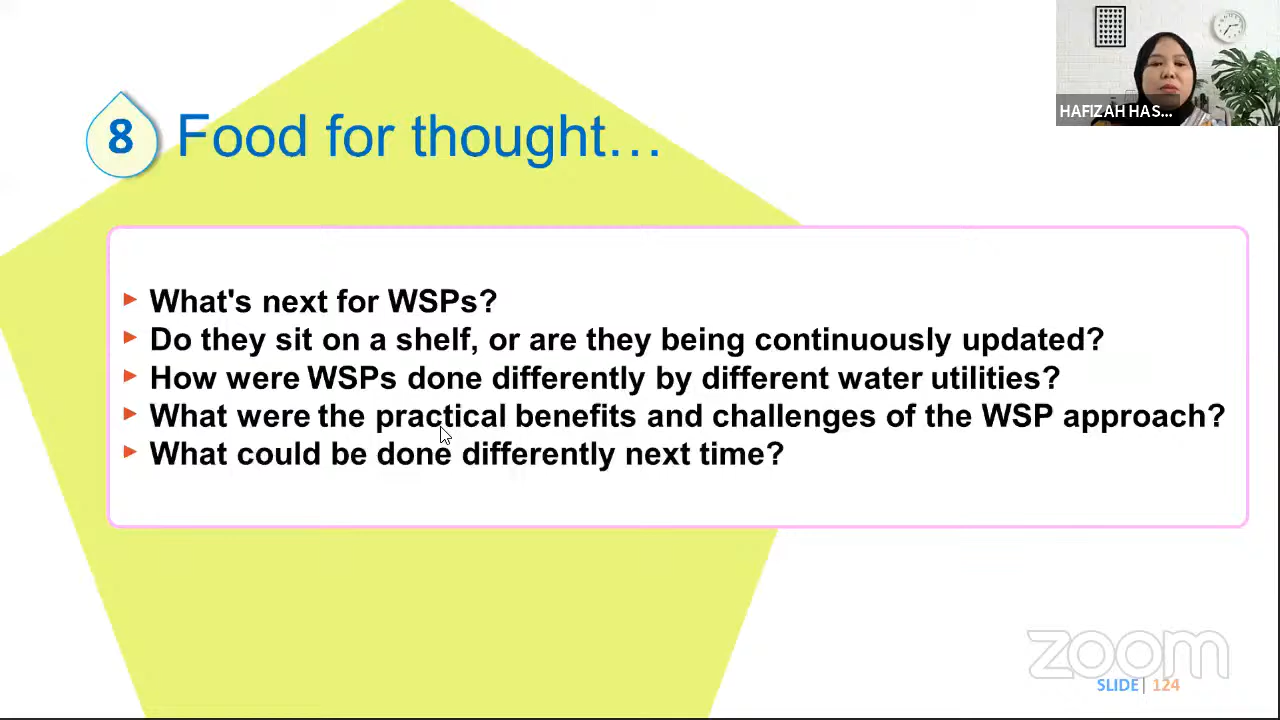 HAFIZAH HAS...
8 Food for thought…
What's next for WSPs?
Do they sit on a shelf, or are they being continuously updated?
How were WSPs done differently by different water utilities?
What were the practical benefits and challenges of the WSP approach?
What could be done differently next time?
zoom
SLIDE| 124